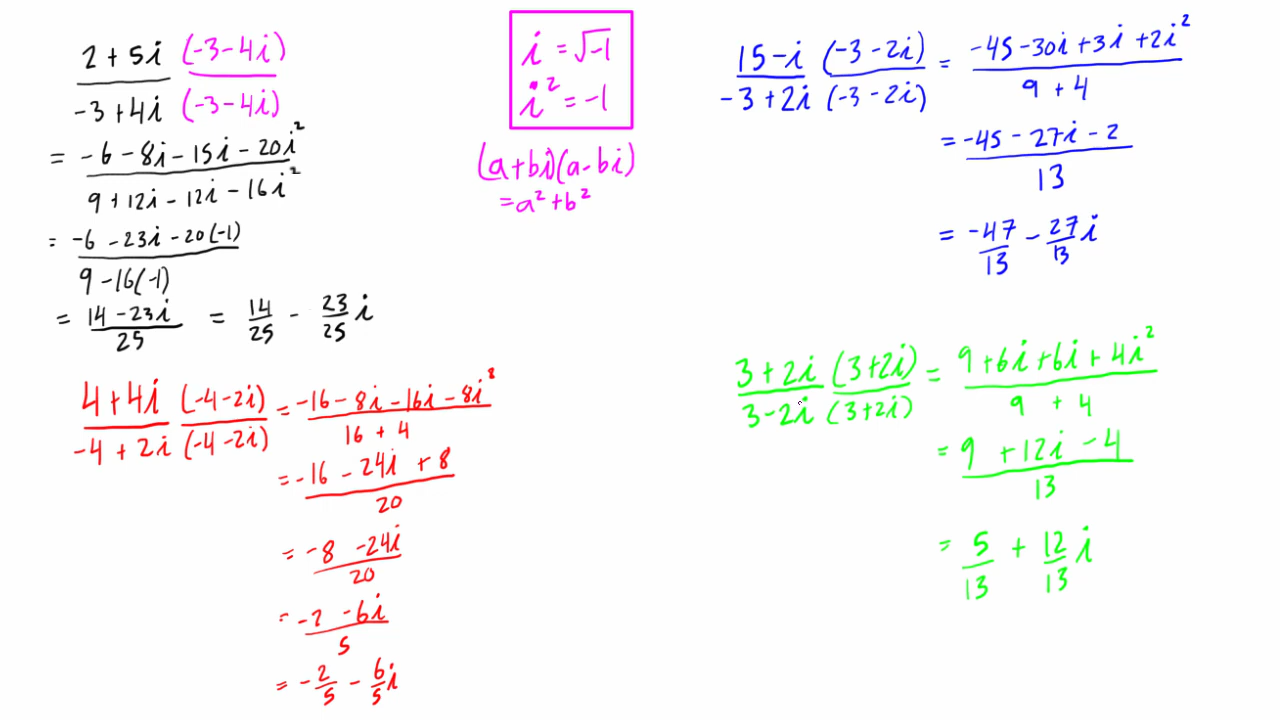 2 + 5i (-3-4i)
-3+4i (-3-4i)
= -6 - 8i - 15i - 20i²
9 + 12i - 12i - 16i²
= -6 - 23i - 20(-1)
9 - 16(-1)
= 14 - 23i = 14 - 23 i
25 25 25
i = √-1
i² = -1
(a+bi)(a-bi)
= a² + b²
4+4i (-4-2i) = -16 - 8i - 16i - 8i²
-4+2i (-4-2i) 16 + 4
= -16 - 24i + 8
20
= -8 -24i
20
= -2 -6i
5
= -2 - 6 i
5 5
15-i (-3-2i) = -45 -30i +3i +2i²
-3+2i (-3-2i) 9 + 4
= -45 - 27i - 2
13
= -47 - 27 i
13 13
3+2i (3+2i) = 9 + 6i + 6i + 4i²
3-2i (3+2i) 9 + 4
= 9 + 12i - 4
13
= 5 + 12 i
13 13